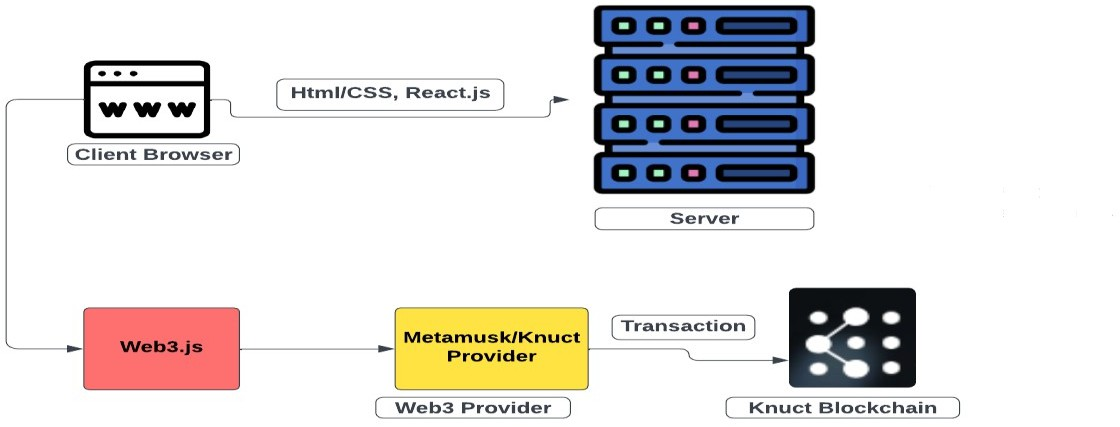 WWW
Html/CSS, React.js
Client Browser
Server
Web3.js
Metamusk/Knuct
Provider
Transaction
Web3 Provider
Knuct Blockchain